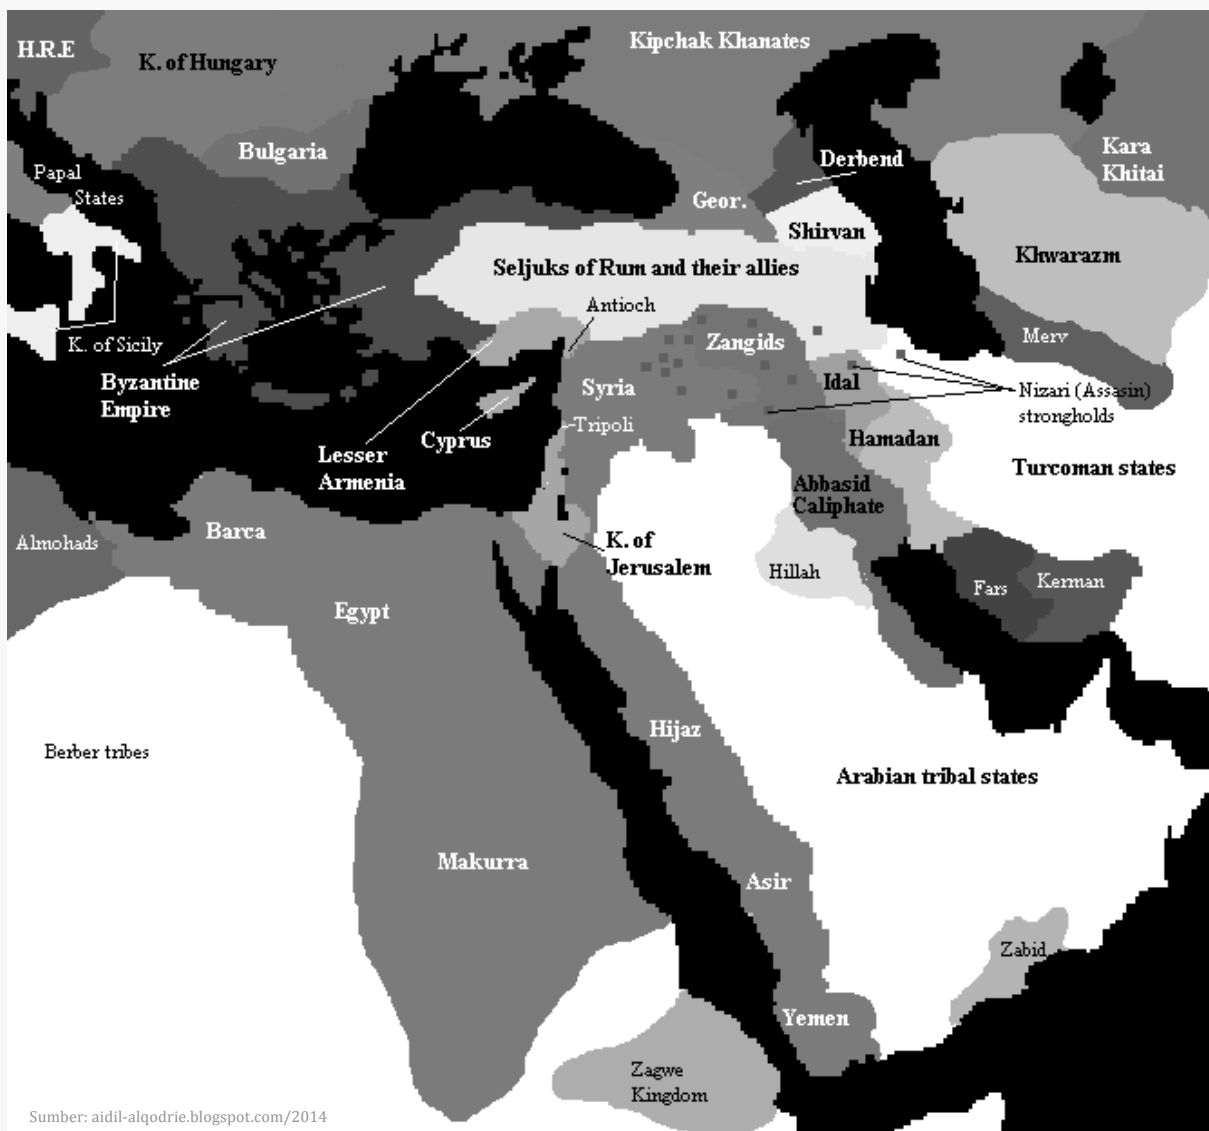 H.R.E
K. of Hungary
Kipchak Khanates
Bulgaria
Derbend
Kara
Khitai
Papal
States
Geor.
Shirvan
Khwarazm
Seljuks of Rum and their allies
Antioch
K. of Sicily
Merv
Zangids
Byzantine
Empire
Syria
Idal
Nizari (Assasin)
strongholds
Tripoli
Cyprus
Hamadan
Lesser
Armenia
Turcoman states
Abbasid
Caliphate
Almohads
Barca
K. of
Jerusalem
Hillah
Fars
Kerman
Egypt
Hijaz
Berber tribes
Arabian tribal states
Makurra
Asir
Zabid
Yemen
Zagwe
Kingdom
Sumber: aidil-alqodrie.blogspot.com/2014